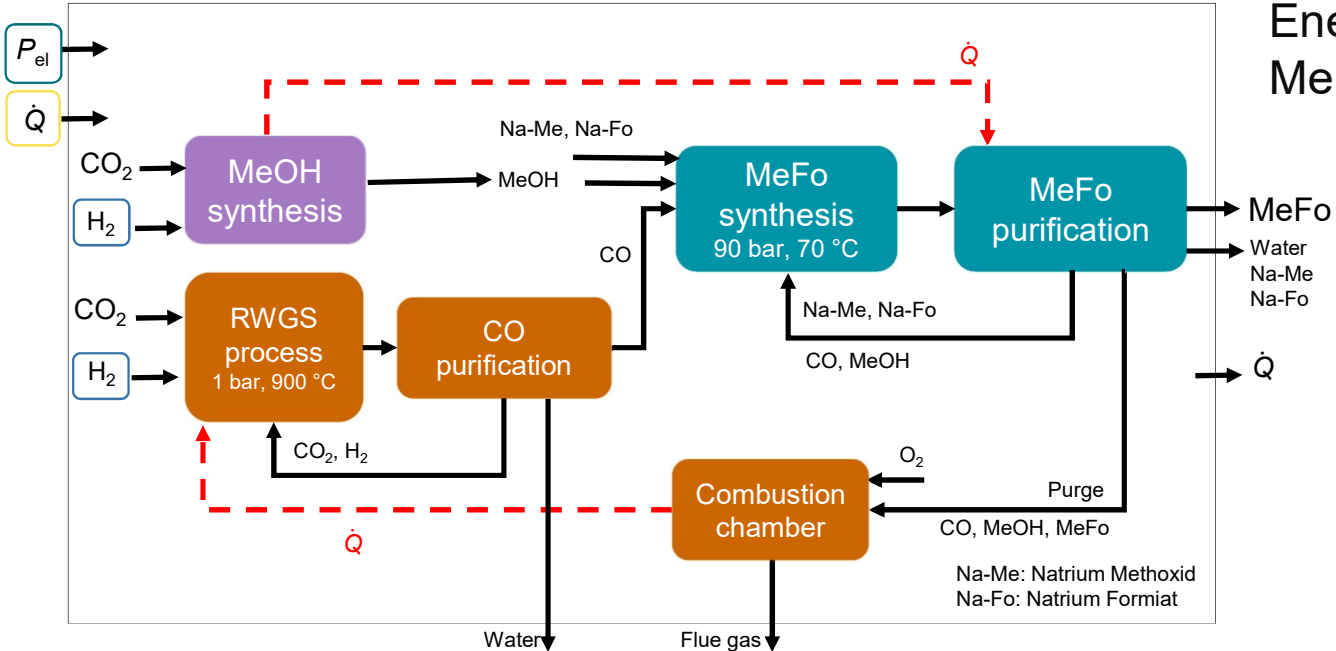 Ene
Me
P_el
Q̇
Q̇
CO₂
H₂
MeOH
synthesis
Na-Me, Na-Fo
MeOH
MeFo
synthesis
90 bar, 70 °C
MeFo
purification
MeFo
Water
Na-Me
Na-Fo
CO
CO₂
H₂
RWGS
process
1 bar, 900 °C
CO
purification
Na-Me, Na-Fo
CO, MeOH
Q̇
CO₂, H₂
Q̇
Combustion
chamber
O₂
Purge
CO, MeOH, MeFo
Na-Me: Natrium Methoxid
Na-Fo: Natrium Formiat
Water
Flue gas